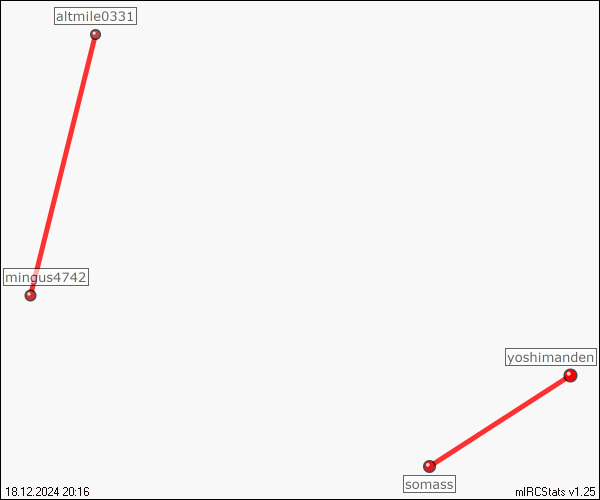 altmile0331
mingus4742
yoshimanden
somass
18.12.2024 20:16
mIRCStats v1.25